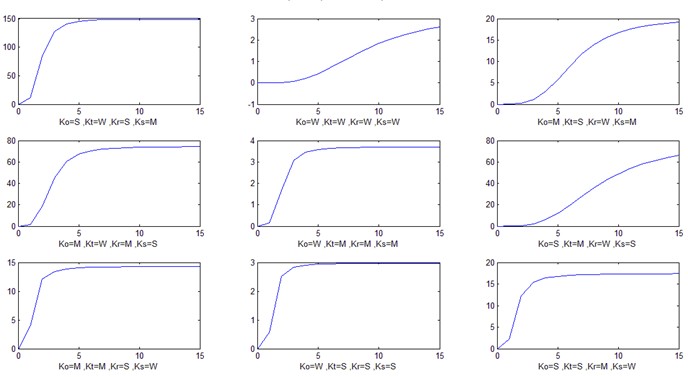 150
100
50
0
0 5 10 15
Ko=S ,Kt=W ,Kr=S ,Ks=M
3
2
1
0
-1
0 5 10 15
Ko=W ,Kt=W ,Kr=W ,Ks=W
20
15
10
5
0
0 5 10 15
Ko=M ,Kt=S ,Kr=W ,Ks=M
80
60
40
20
0
0 5 10 15
Ko=M ,Kt=W ,Kr=M ,Ks=S
4
3
2
1
0
0 5 10 15
Ko=W ,Kt=M ,Kr=M ,Ks=M
80
60
40
20
0
0 5 10 15
Ko=S ,Kt=M ,Kr=W ,Ks=S
15
10
5
0
0 5 10 15
Ko=M ,Kt=M ,Kr=S ,Ks=W
3
2
1
0
0 5 10 15
Ko=W ,Kt=S ,Kr=S ,Ks=S
20
15
10
5
0
0 5 10 15
Ko=S ,Kt=S ,Kr=M ,Ks=W